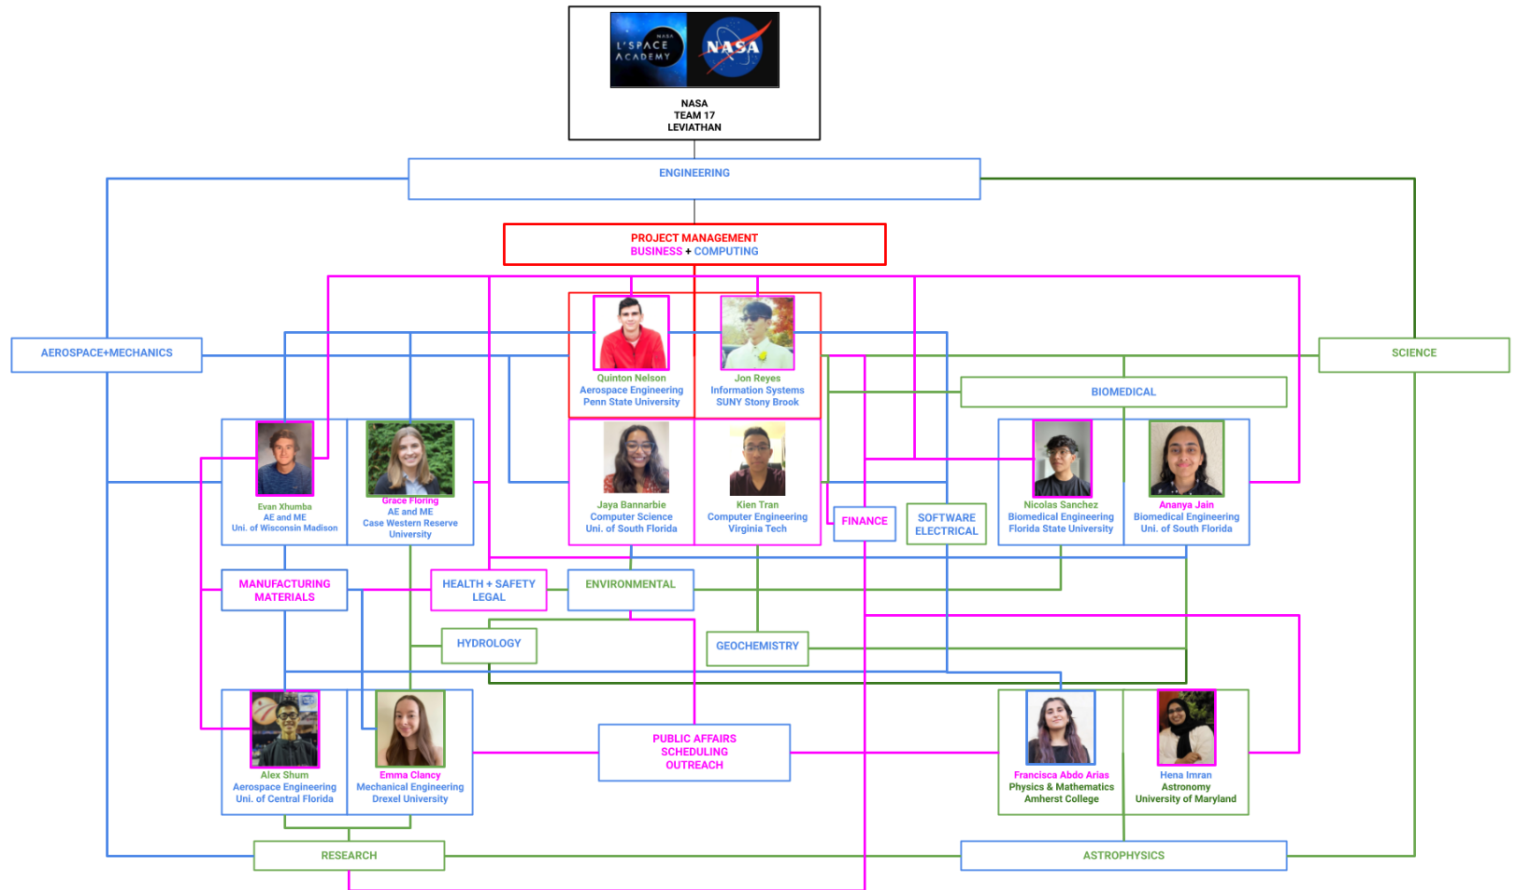 NASA
L'SPACE
ACADEMY
NASA
NASA
TEAM 17
LEVIATHAN
ENGINEERING
PROJECT MANAGEMENT
BUSINESS + COMPUTING
AEROSPACE+MECHANICS
SCIENCE
Quinton Nelson
Aerospace Engineering
Penn State University
Jon Reyes
Information Systems
SUNY Stony Brook
BIOMEDICAL
Evan Xhumba
AE and ME
Uni. of Wisconsin Madison
Grace Floring
AE and ME
Case Western Reserve
University
Jaya Bannarbie
Computer Science
Uni. of South Florida
Kien Tran
Computer Engineering
Virginia Tech
FINANCE
SOFTWARE
ELECTRICAL
Nicolas Sanchez
Biomedical Engineering
Florida State University
Ananya Jain
Biomedical Engineering
Uni. of South Florida
MANUFACTURING
MATERIALS
HEALTH + SAFETY
LEGAL
ENVIRONMENTAL
HYDROLOGY
GEOCHEMISTRY
Alex Shum
Aerospace Engineering
Uni. of Central Florida
Emma Clancy
Mechanical Engineering
Drexel University
PUBLIC AFFAIRS
SCHEDULING
OUTREACH
Francisca Abdo Arias
Physics & Mathematics
Amherst College
Hena Imran
Astronomy
University of Maryland
RESEARCH
ASTROPHYSICS